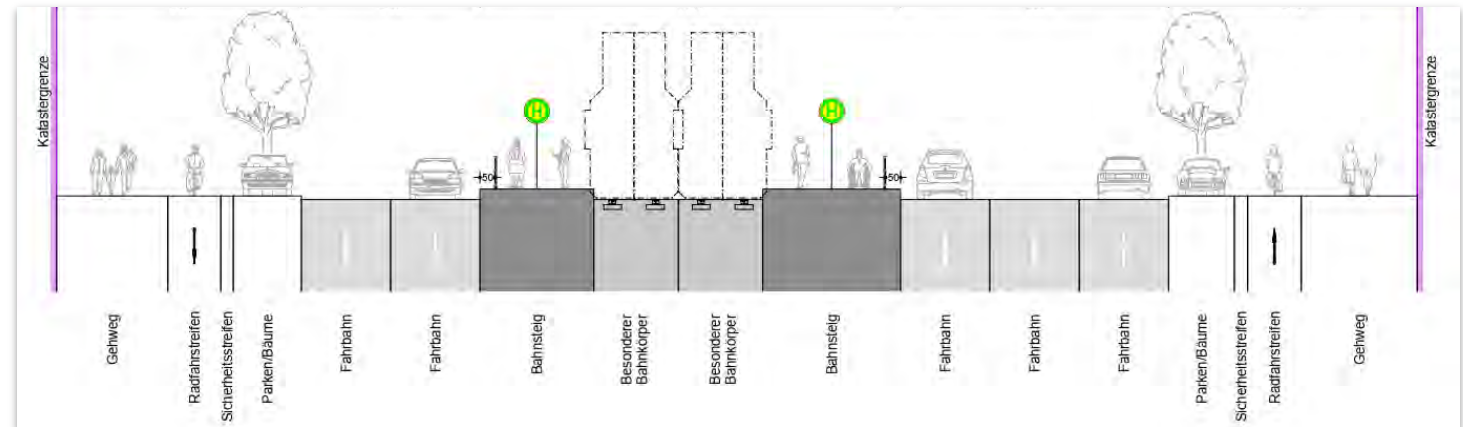 Katastergrenze
Katastergrenze
H
H
50
50
Gehweg
Radfahrstreifen
Sicherheitsstreifen
Parken/Bäume
Fahrbahn
Fahrbahn
Bahnsteig
Besonderer
Bahnkörper
Besonderer
Bahnkörper
Bahnsteig
Fahrbahn
Fahrbahn
Fahrbahn
Parken/Bäume
Sicherheitsstreifen
Radfahrstreifen
Gehweg